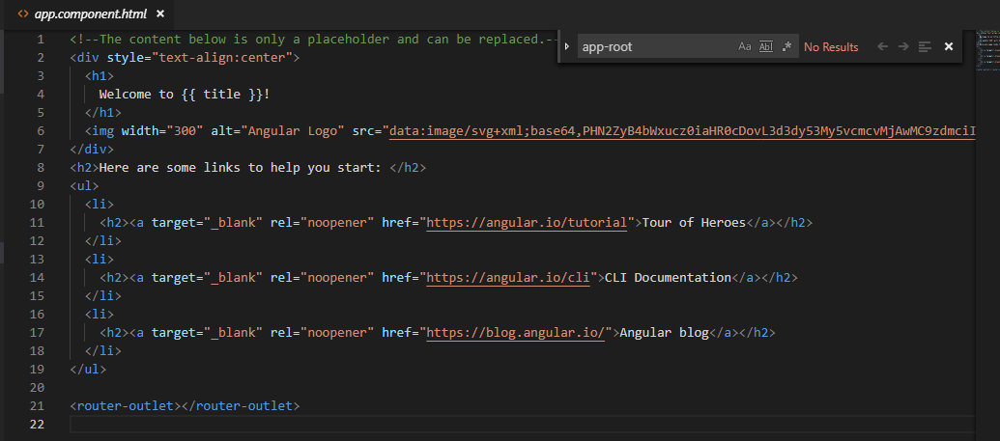 app.component.html
1 <!--The content below is only a placeholder and can be replaced.--
app-root Aa Abl .* No Results
2 <div style="text-align:center">
3 <h1>
4 Welcome to {{ title }}!
5 </h1>
6 <img width="300" alt="Angular Logo" src="data:image/svg+xml;base64,PHN2ZyB4bWxucz0iaHR0cDovL3d3dy53My5vcmcvMjAwMC9zdmciI
7 </div>
8 <h2>Here are some links to help you start: </h2>
9 <ul>
10 <li>
11 <h2><a target="_blank" rel="noopener" href="https://angular.io/tutorial">Tour of Heroes</a></h2>
12 </li>
13 <li>
14 <h2><a target="_blank" rel="noopener" href="https://angular.io/cli">CLI Documentation</a></h2>
15 </li>
16 <li>
17 <h2><a target="_blank" rel="noopener" href="https://blog.angular.io/">Angular blog</a></h2>
18 </li>
19 </ul>
20
21 <router-outlet></router-outlet>
22